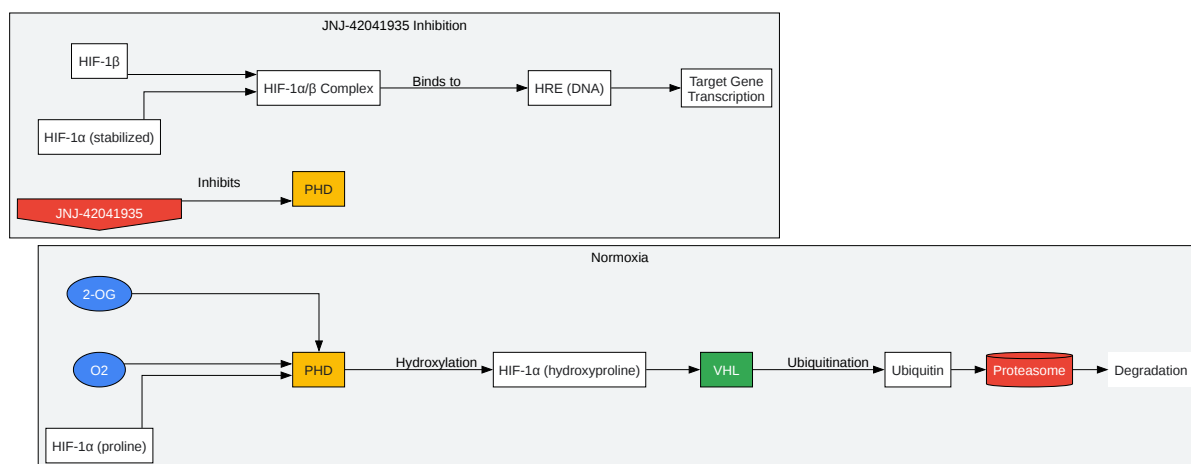 JNJ-42041935 Inhibition
HIF-1β
HIF-1α/β Complex
Binds to
HRE (DNA)
Target Gene
Transcription
HIF-1α (stabilized)
Inhibits
PHD
JNJ-42041935
Normoxia
2-OG
O2
PHD
Hydroxylation
HIF-1α (hydroxyproline)
VHL
Ubiquitination
Ubiquitin
Proteasome
Degradation
HIF-1α (proline)